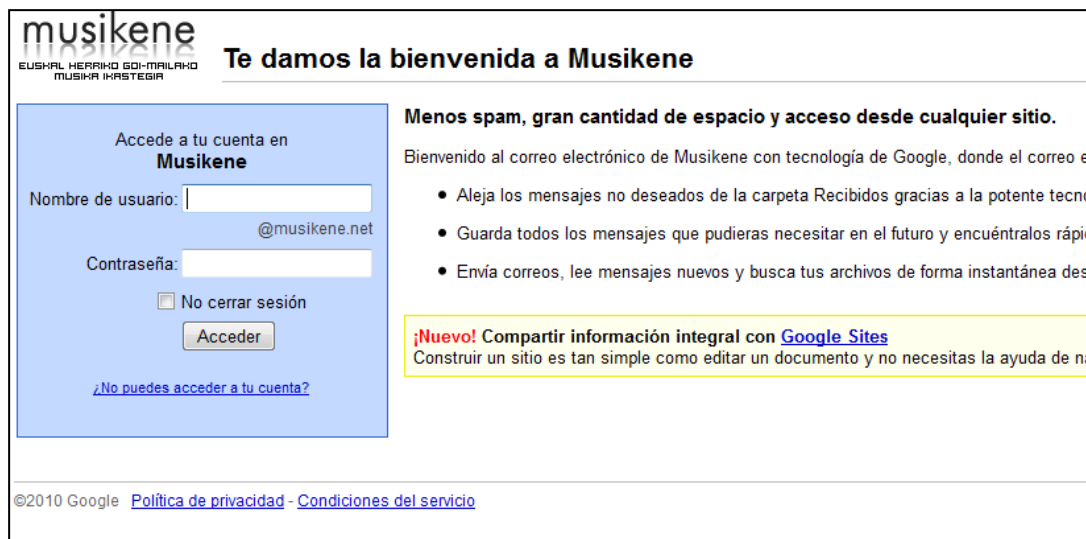 musikene
EUSKAL HERRIKO GOI-MAILAKO
MUSIKA IKASTEGIA
Te damos la bienvenida a Musikene
Accede a tu cuenta en
Musikene
Nombre de usuario:
@musikene.net
Contraseña:
No cerrar sesión
Acceder
¿No puedes acceder a tu cuenta?
Menos spam, gran cantidad de espacio y acceso desde cualquier sitio.
Bienvenido al correo electrónico de Musikene con tecnología de Google, donde el correo e
• Aleja los mensajes no deseados de la carpeta Recibidos gracias a la potente tecno
• Guarda todos los mensajes que pudieras necesitar en el futuro y encuéntralos rápi
• Envía correos, lee mensajes nuevos y busca tus archivos de forma instantánea des
¡Nuevo! Compartir información integral con Google Sites
Construir un sitio es tan simple como editar un documento y no necesitas la ayuda de na
©2010 Google Política de privacidad - Condiciones del servicio